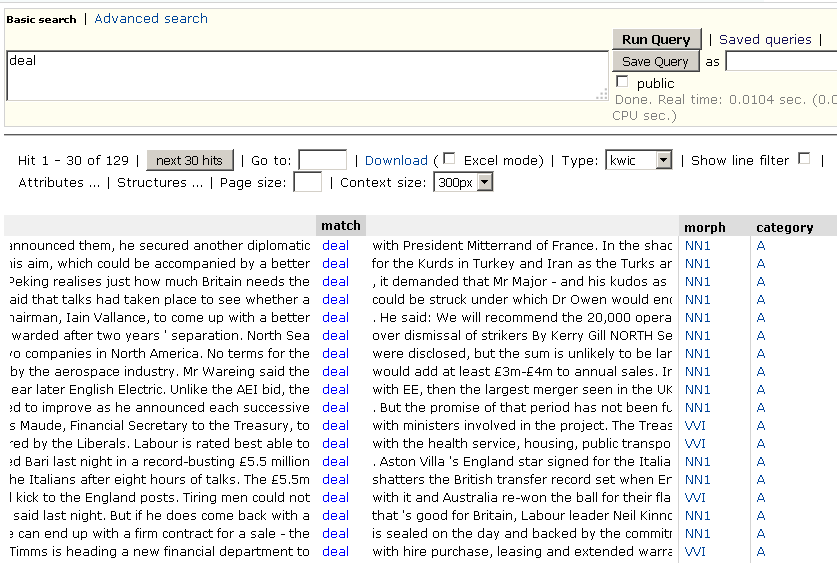 Basic search | Advanced search
deal
Run Query | Saved queries |
Save Query as
public
Done. Real time: 0.0104 sec. (0.0
CPU sec.)
Hit 1 - 30 of 129 | next 30 hits | Go to: | Download ( Excel mode) | Type: kwic | Show line filter |
Attributes ... | Structures ... | Page size: | Context size: 300px
match morph category
announced them, he secured another diplomatic deal with President Mitterrand of France. In the shad NN1 A
his aim, which could be accompanied by a better deal for the Kurds in Turkey and Iran as the Turks ar NN1 A
Peking realises just how much Britain needs the deal , it demanded that Mr Major - and his kudos as NN1 A
aid that talks had taken place to see whether a deal could be struck under which Dr Owen would end NN1 A
hairman, Iain Vallance, to come up with a better deal . He said: We will recommend the 20,000 opera NN1 A
warded after two years ' separation. North Sea deal over dismissal of strikers By Kerry Gill NORTH Se NN1 A
vo companies in North America. No terms for the deal were disclosed, but the sum is unlikely to be lar NN1 A
by the aerospace industry. Mr Wareing said the deal would add at least £3m-£4m to annual sales. In NN1 A
ear later English Electric. Unlike the AEI bid, the deal with EE, then the largest merger seen in the UK NN1 A
ed to improve as he announced each successive deal . But the promise of that period has not been fu NN1 A
s Maude, Financial Secretary to the Treasury, to deal with ministers involved in the project. The Treas VVI A
red by the Liberals. Labour is rated best able to deal with the health service, housing, public transpo VVI A
ed Bari last night in a record-busting £5.5 million deal . Aston Villa 's England star signed for the Italia NN1 A
he Italians after eight hours of talks. The £5.5m deal shatters the British transfer record set when En NN1 A
l kick to the England posts. Tiring men could not deal with it and Australia re-won the ball for their fla VVI A
said last night. But if he does come back with a deal that 's good for Britain, Labour leader Neil Kinno NN1 A
e can end up with a firm contract for a sale - the deal is sealed on the day and backed by the commitm NN1 A
Timms is heading a new financial department to deal with hire purchase, leasing and extended warra VVI A